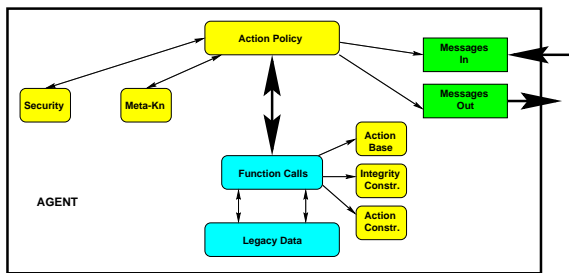 Action Policy
Messages
In
Messages
Out
Security
Meta-Kn
Action
Base
Function Calls
Integrity
Constr.
AGENT
Action
Constr.
Legacy Data